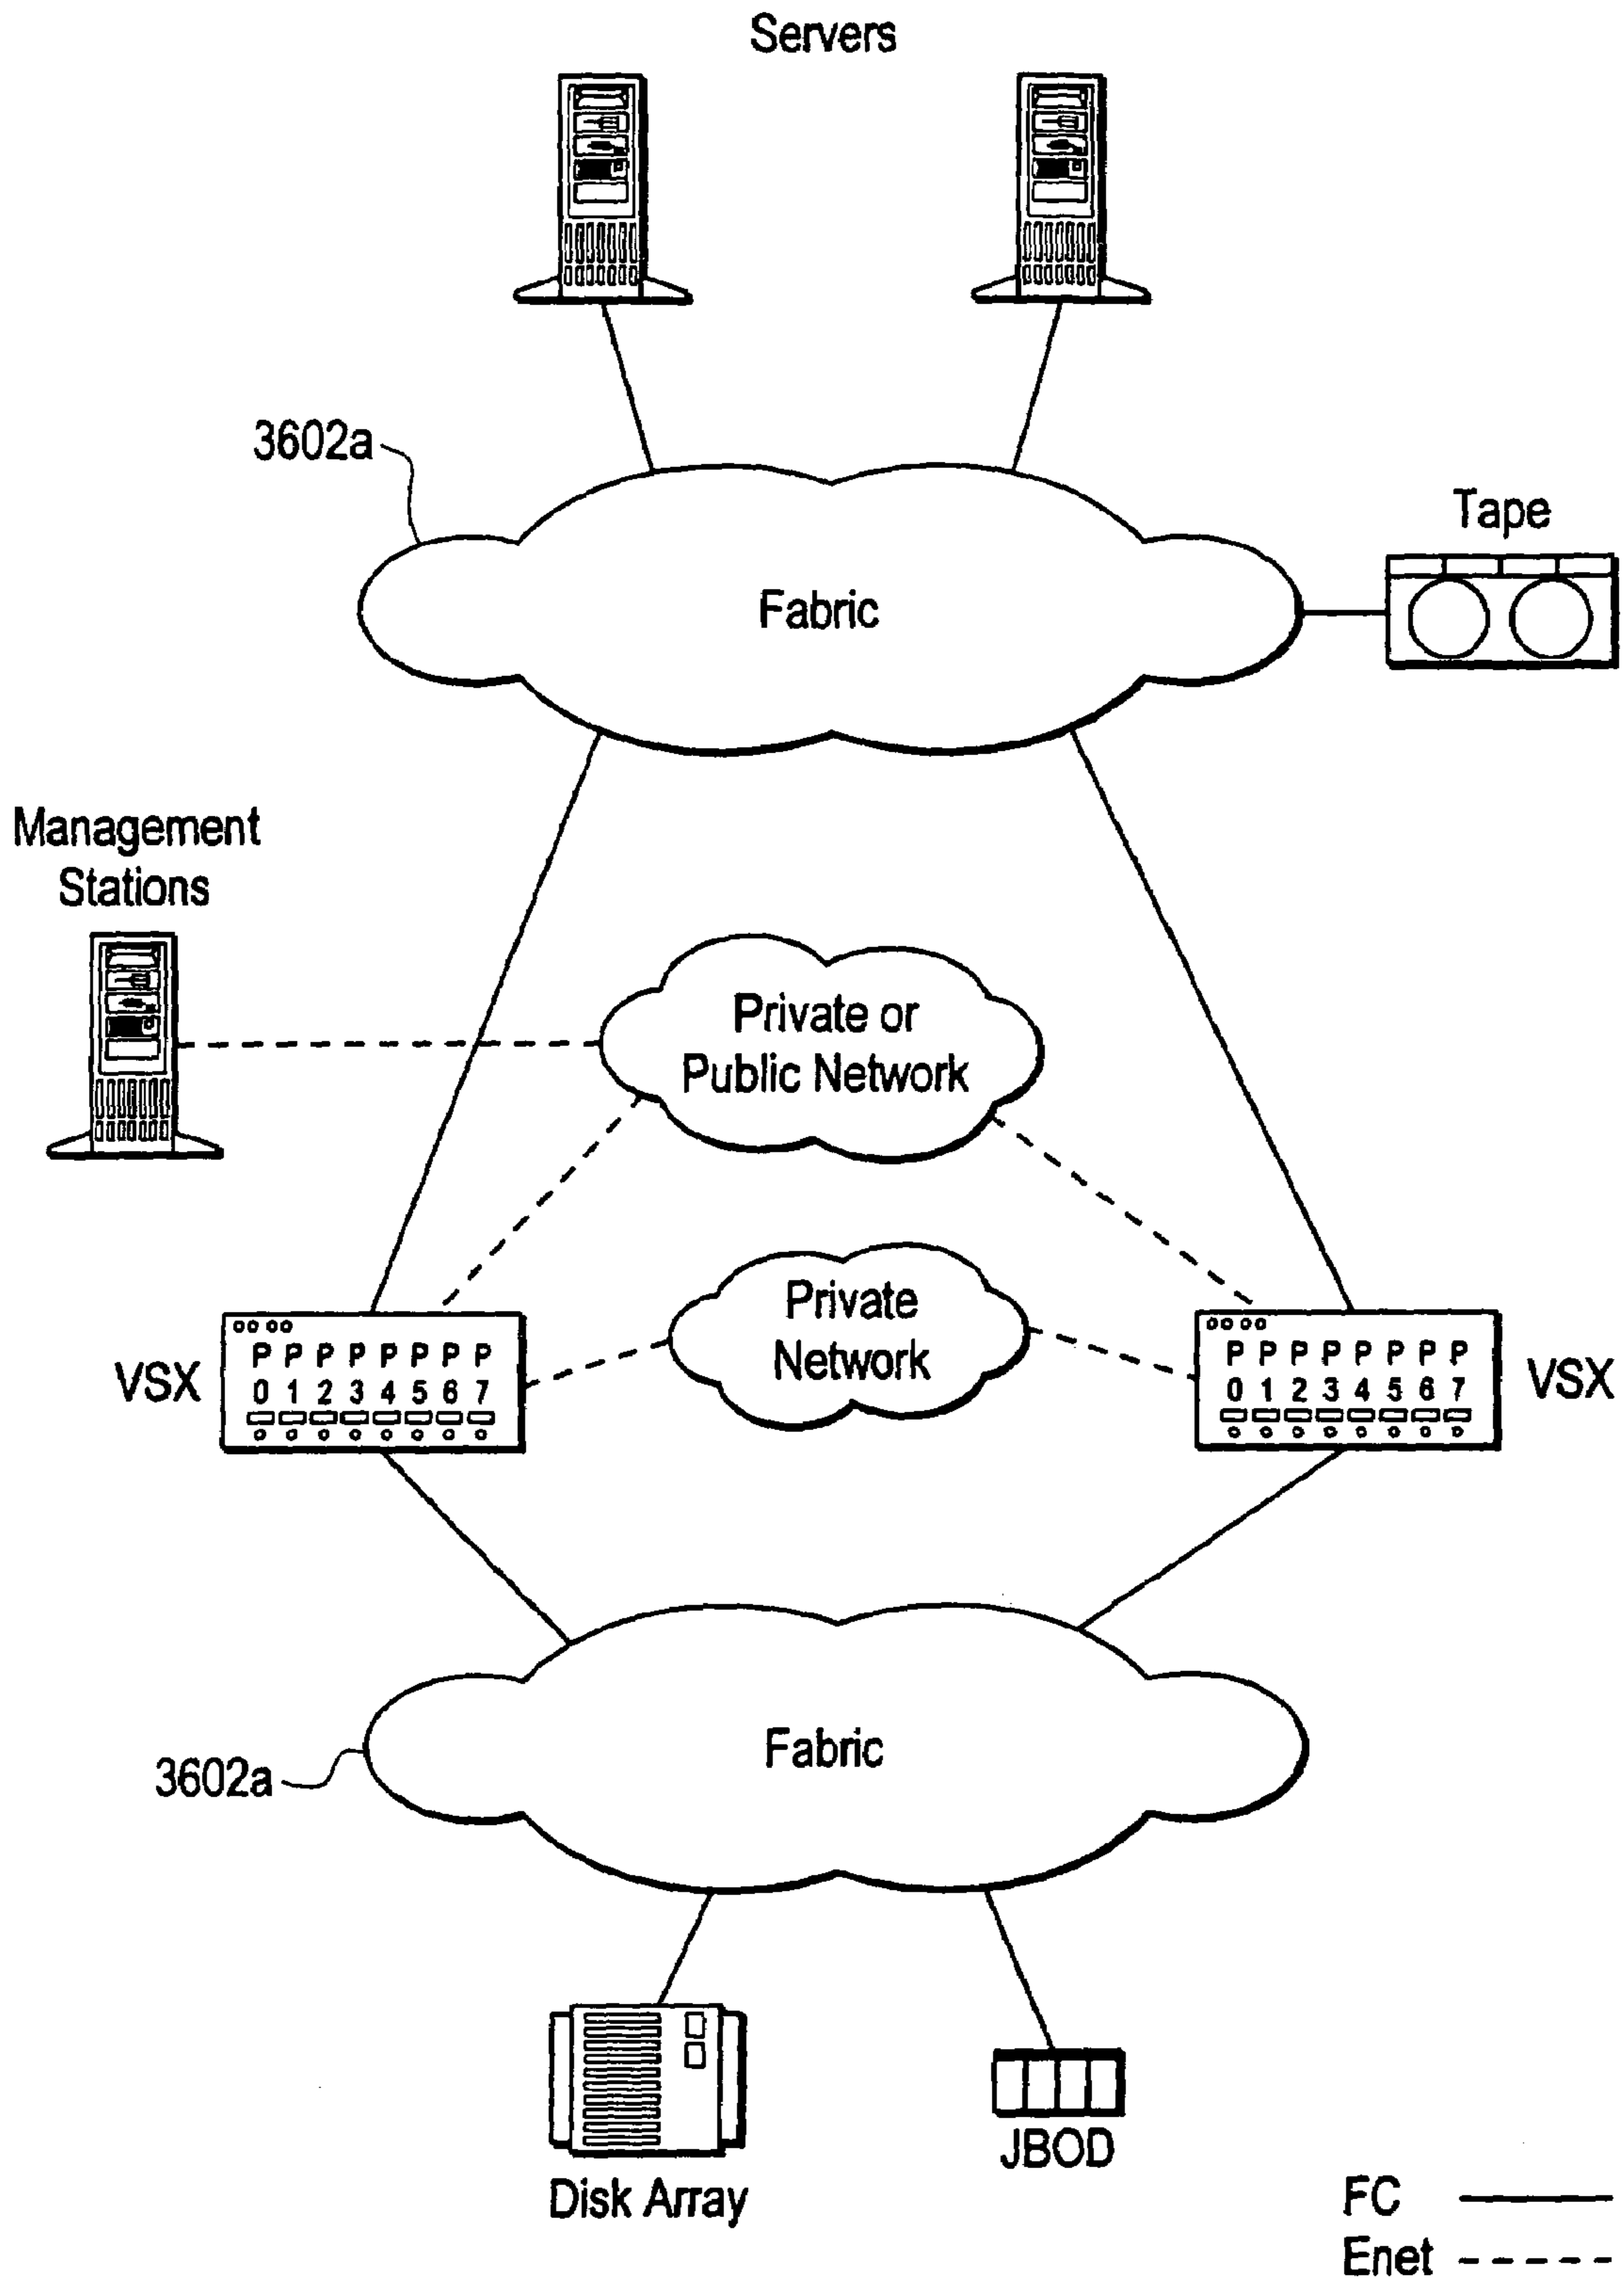 Servers
3602a
Tape
Fabric
Management
Stations
Private or
Public Network
Private
Network
VSX
P P P P P P P P
0 1 2 3 4 5 6 7
P P P P P P P P
0 1 2 3 4 5 6 7
VSX
Fabric
3602a
JBOD
Disk Array
FC
Enet